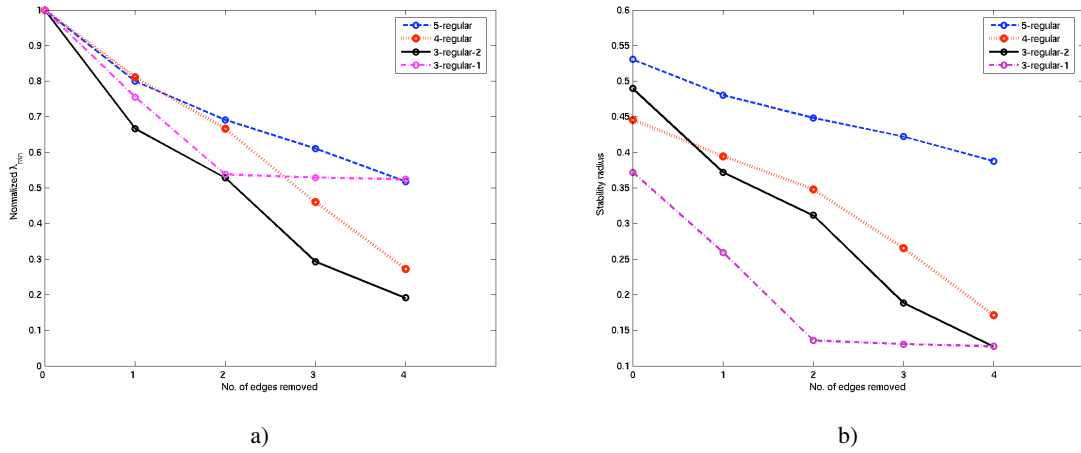 1
0.9
0.8
0.7
0.6
0.5
0.4
0.3
0.2
0.1
0
Normalized λmin
0 1 2 3 4
No. of edges removed
5-regular
4-regular
3-regular-2
3-regular-1
a)
0.6
0.55
0.5
0.45
0.4
0.35
0.3
0.25
0.2
0.15
0.1
Stability radius
0 1 2 3 4
No. of edges removed
5-regular
4-regular
3-regular-2
3-regular-1
b)